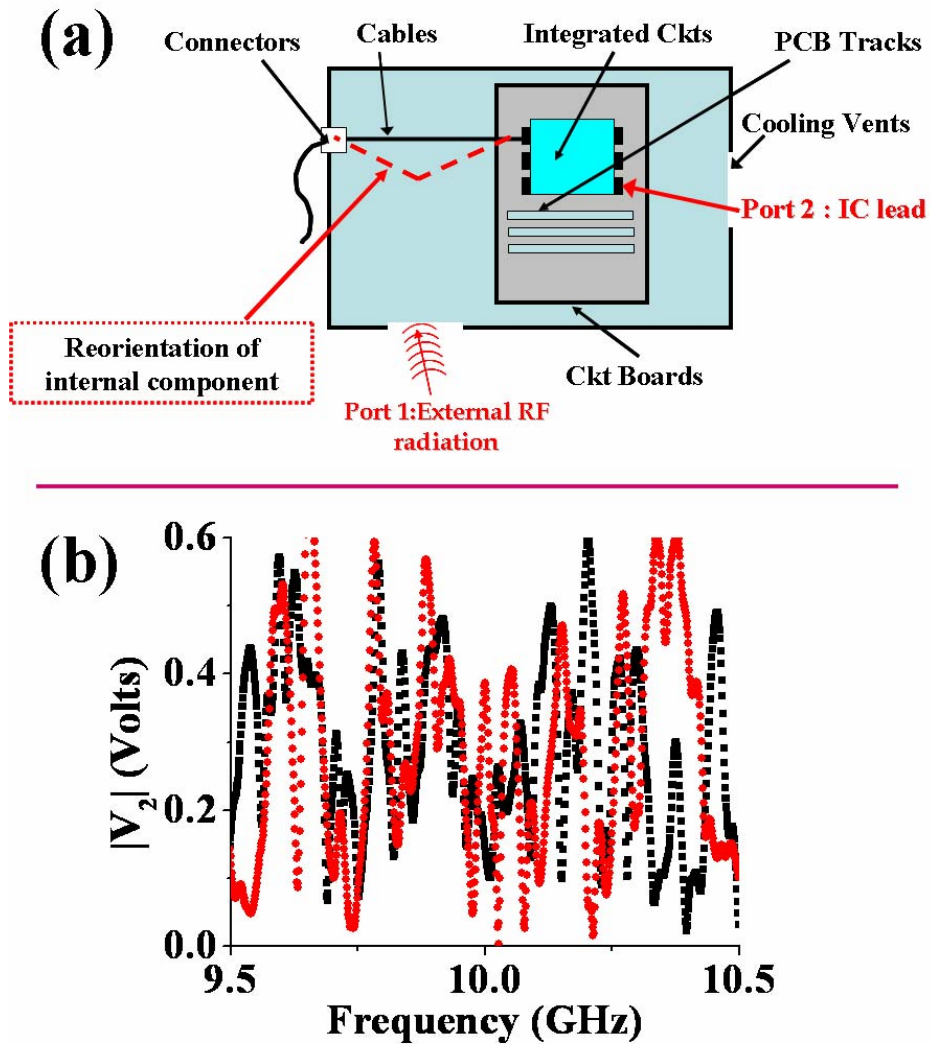 (a)
Connectors
Cables
Integrated Ckts
PCB Tracks
Cooling Vents
Port 2 : IC lead
Reorientation of
internal component
Ckt Boards
Port 1:External RF
radiation
(b)
|V2| (Volts)
0.6
0.4
0.2
0.0
9.5
10.0
10.5
Frequency (GHz)